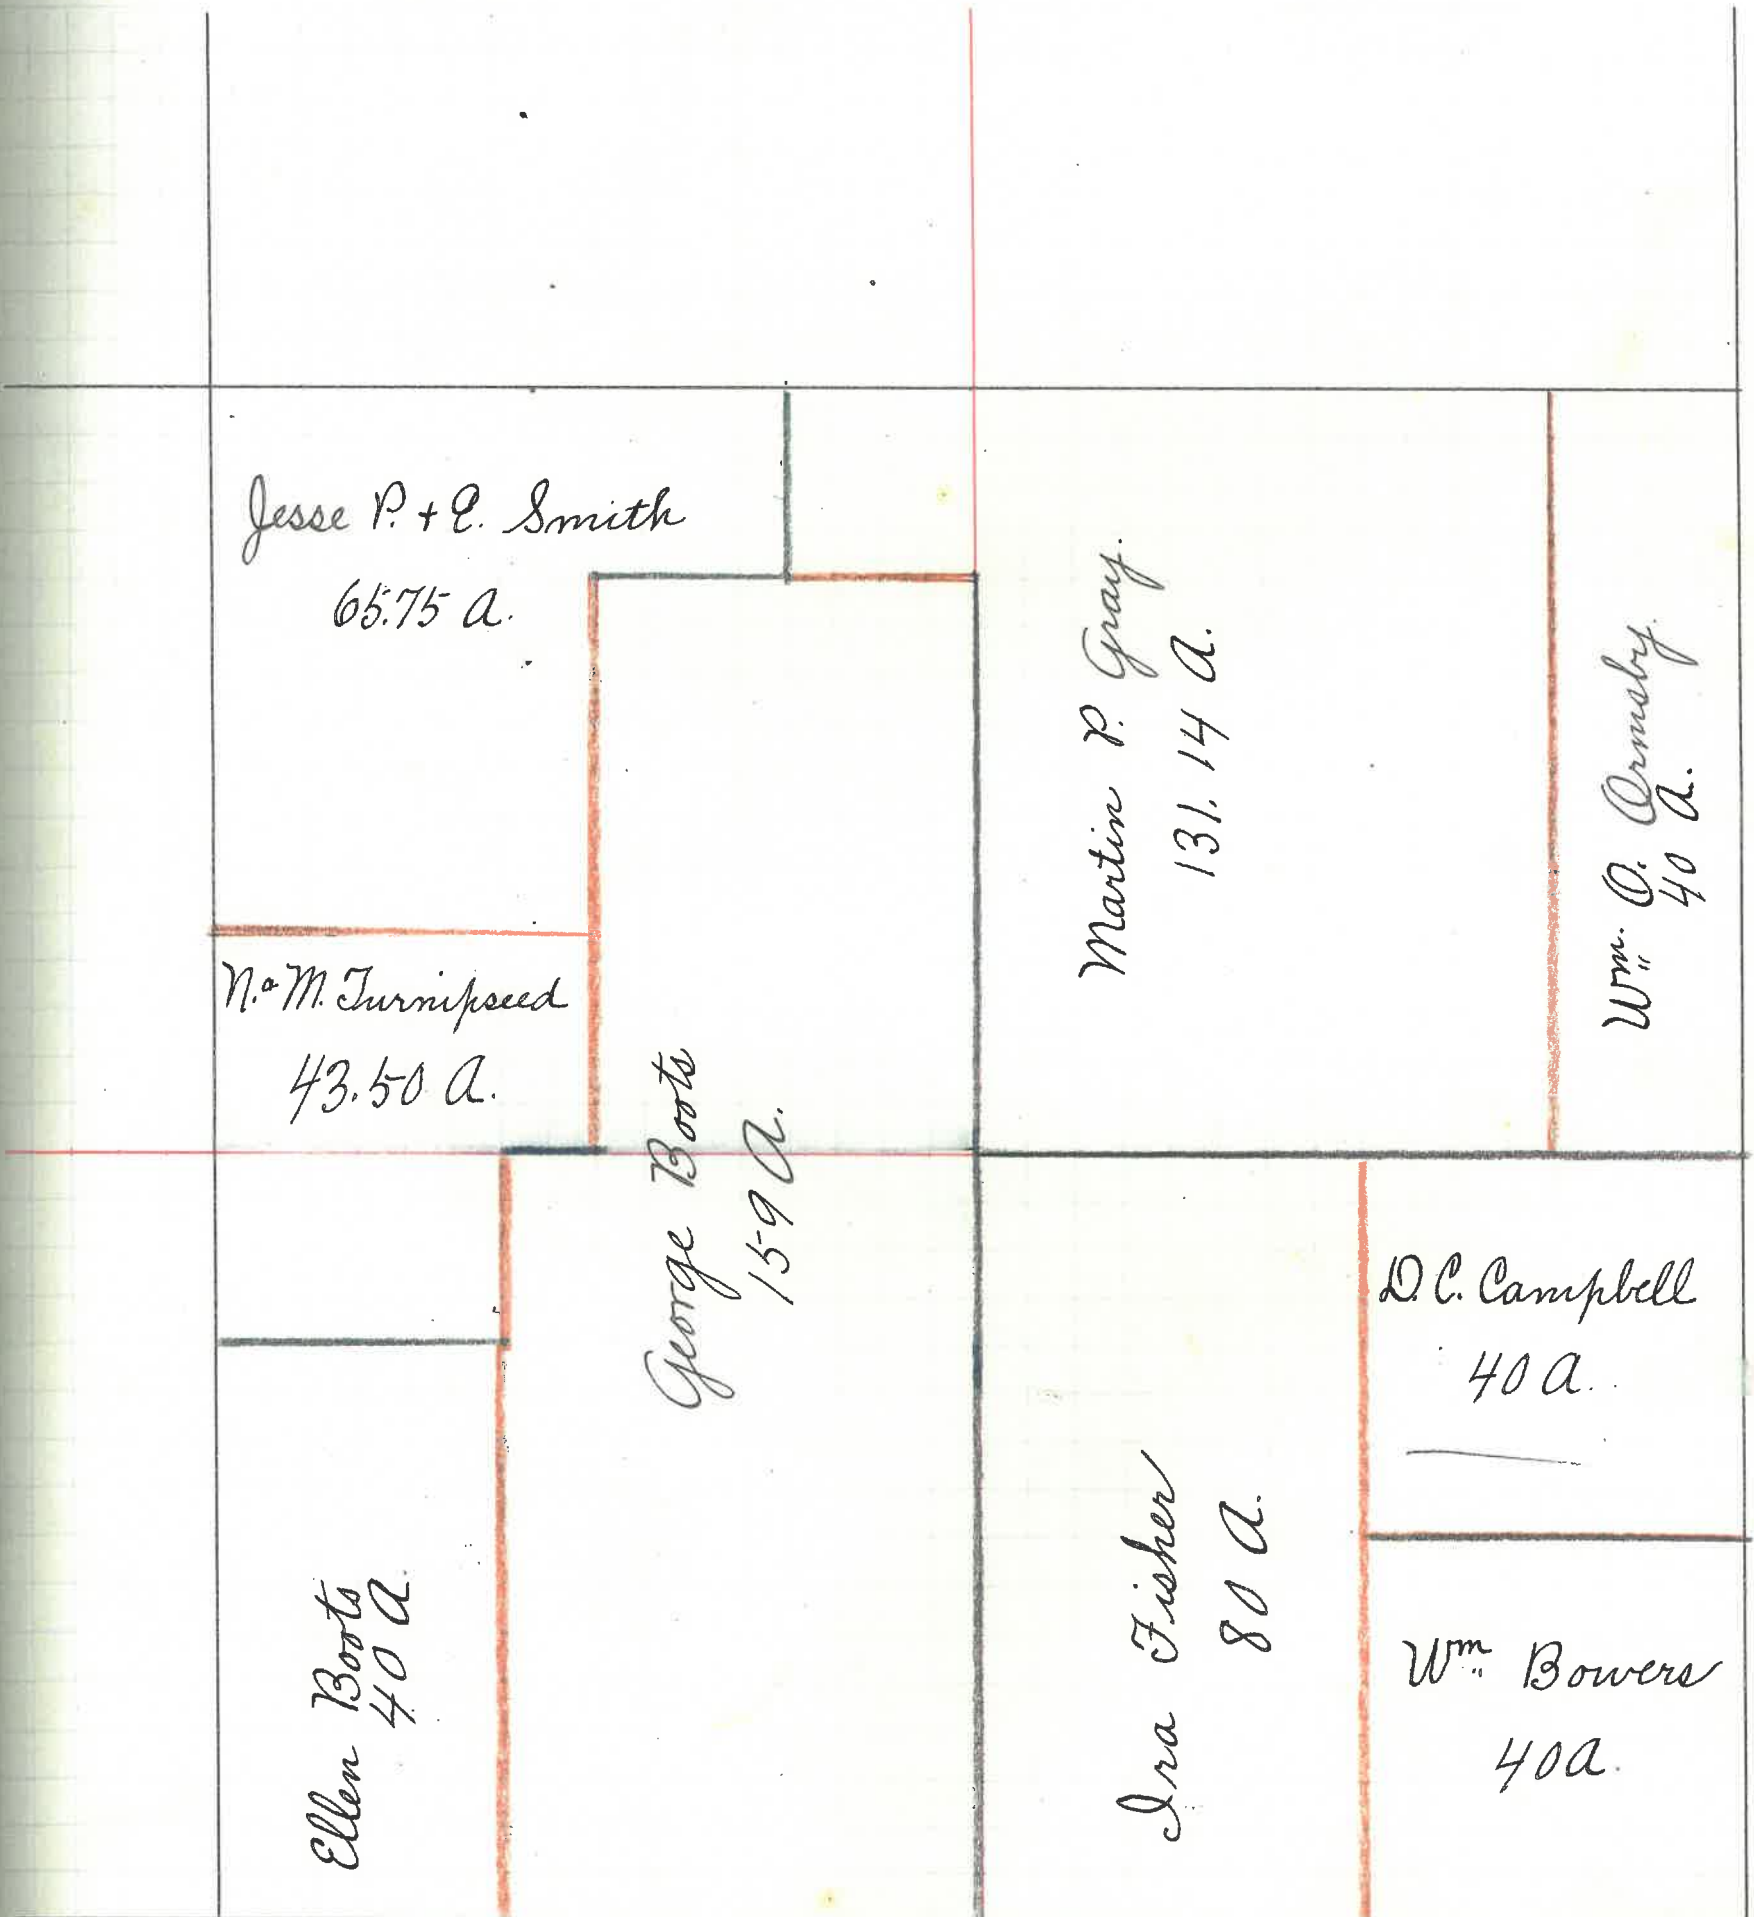 Jesse P. + E. Smith
65.75 A.
N. & M. Turnipseed
43.50 A.
George Boots
159 A.
Martin P. Gray.
131.14 A.
Wm. O. Ormsby.
40 A.
Ellen Boots
40 A.
Ira Fisher
80 A.
D. C. Campbell
40 A.
Wm Bowers
40 A.